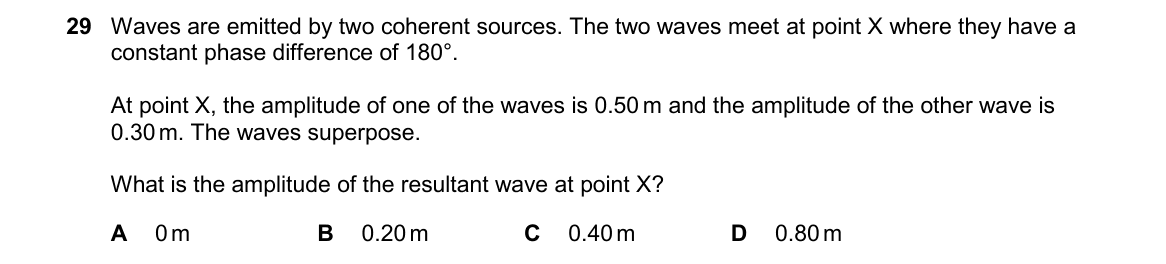 29 Waves are emitted by two coherent sources. The two waves meet at point X where they have a
constant phase difference of 180°.
At point X, the amplitude of one of the waves is 0.50 m and the amplitude of the other wave is
0.30 m. The waves superpose.
What is the amplitude of the resultant wave at point X?
A 0 m B 0.20 m C 0.40 m D 0.80 m